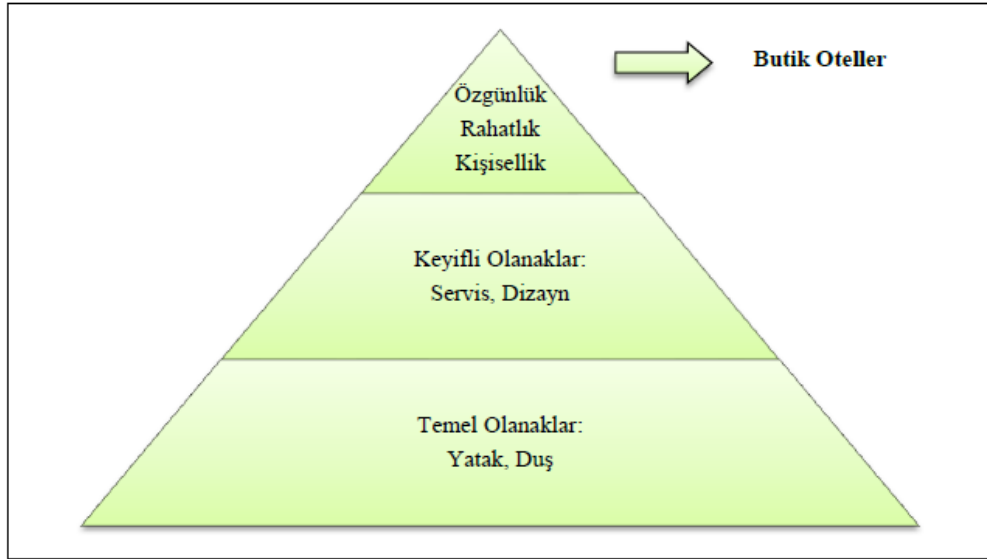 Butik Oteller
Özgünlük
Rahatlık
Kişisellik
Keyifli Olanaklar:
Servis, Dizayn
Temel Olanaklar:
Yatak, Duş